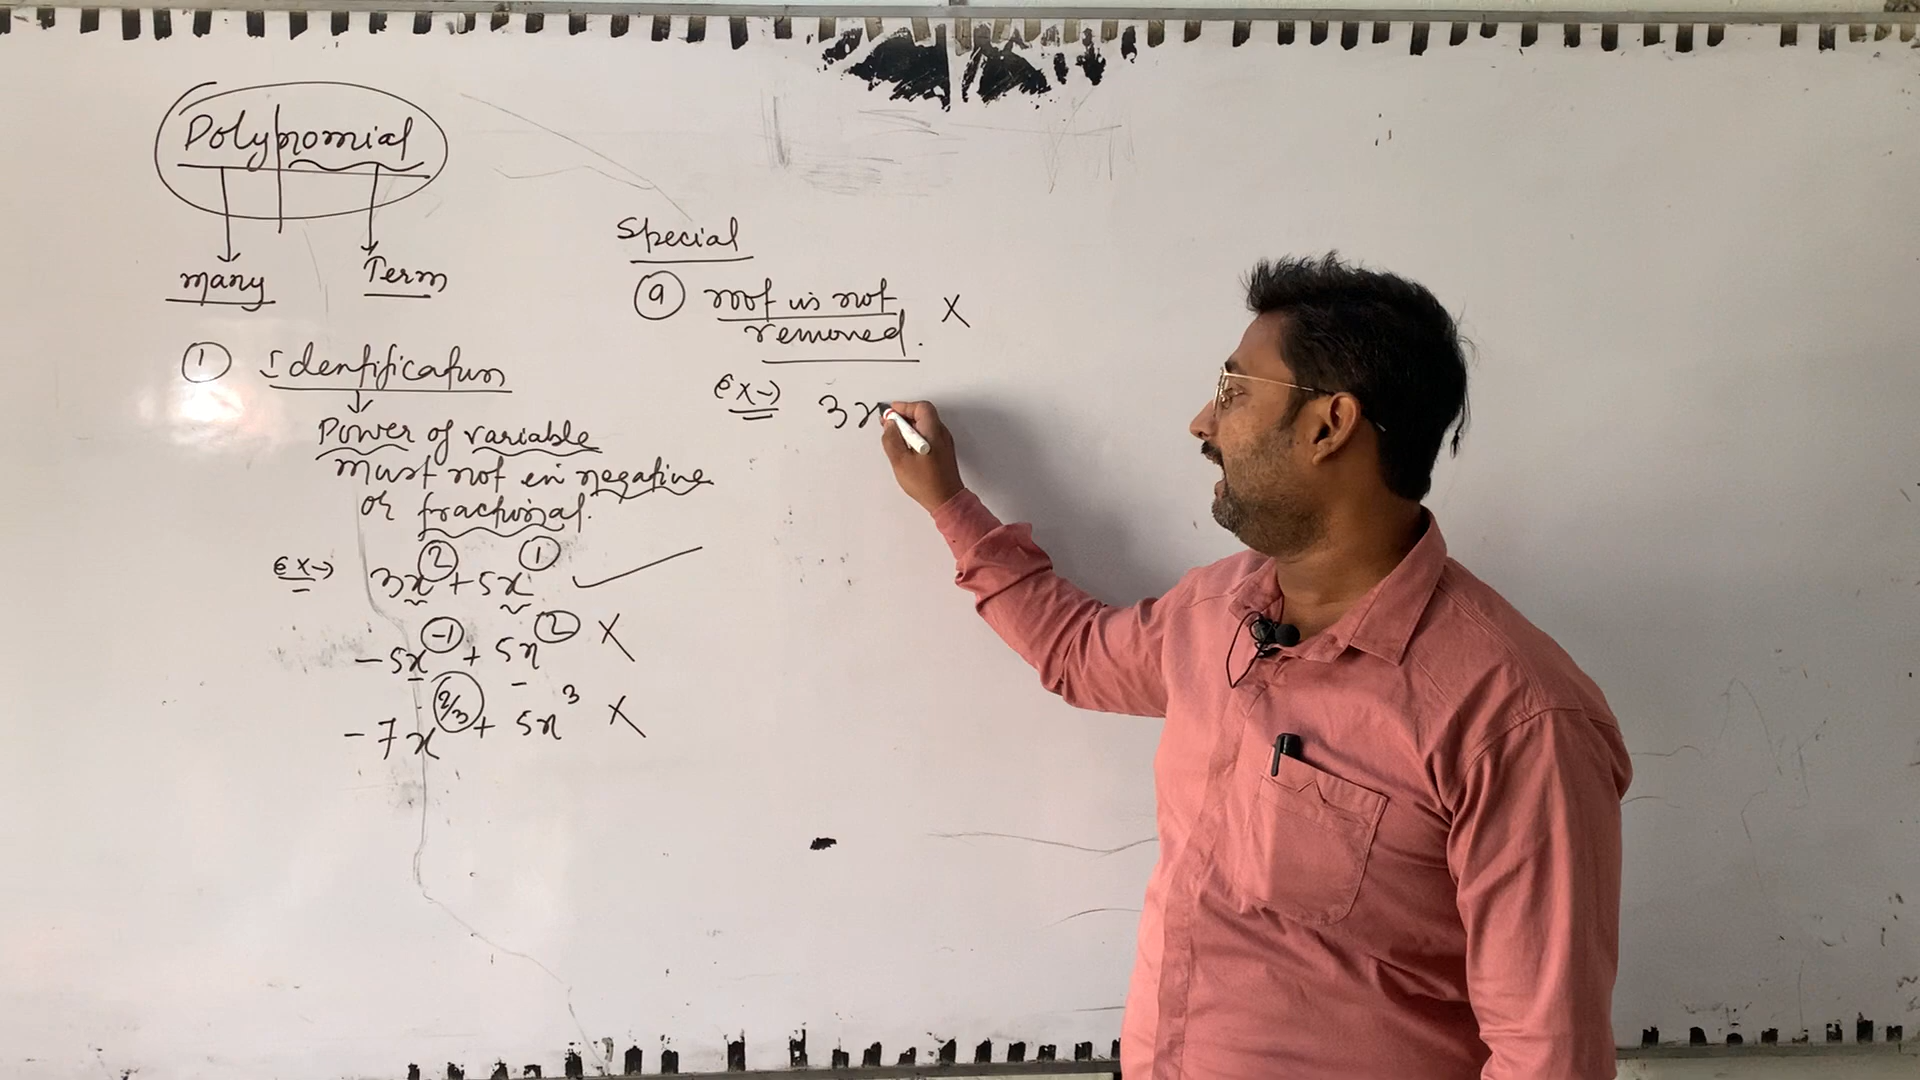 Polynomial
many Term
① Identification
Power of variable
must not in negative
or fractional.
Ex→ 3x² + 5x¹ ✓
-5x⁻¹ + 5x² X
-7x^2/3 + 5x³ X
Special
ⓐ root is not X
removed.
Ex→ 3x